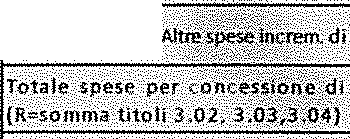 Altre spese increm. di
Totale spese per concessione di
(R=somma titoli 3.02, 3.03,3.04)